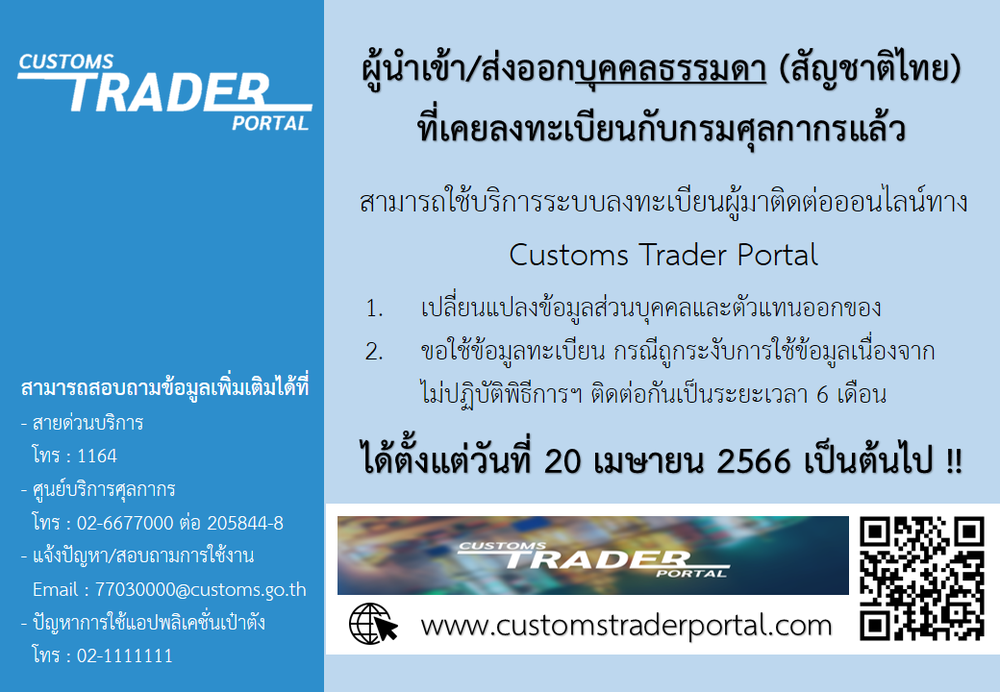 CUSTOMS
TRADER
PORTAL
ผู้นำเข้า/ส่งออกบุคคลธรรมดา (สัญชาติไทย)
ที่เคยลงทะเบียนกับกรมศุลกากรแล้ว
สามารถใช้บริการระบบลงทะเบียนผู้มาติดต่อออนไลน์ทาง
Customs Trader Portal
1. เปลี่ยนแปลงข้อมูลส่วนบุคคลและตัวแทนออกของ
2. ขอใช้ข้อมูลทะเบียน กรณีถูกระงับการใช้ข้อมูลเนื่องจาก
ไม่ปฏิบัติพิธีการฯ ติดต่อกันเป็นระยะเวลา 6 เดือน
ได้ตั้งแต่วันที่ 20 เมษายน 2566 เป็นต้นไป !!
สามารถสอบถามข้อมูลเพิ่มเติมได้ที่
- สายด่วนบริการ
โทร : 1164
- ศูนย์บริการศุลกากร
โทร : 02-6677000 ต่อ 205844-8
- แจ้งปัญหา/สอบถามการใช้งาน
Email : 77030000@customs.go.th
- ปัญหาการใช้แอปพลิเคชั่นเป๋าตัง
โทร : 02-1111111
CUSTOMS
TRADER
PORTAL
www.customstraderportal.com